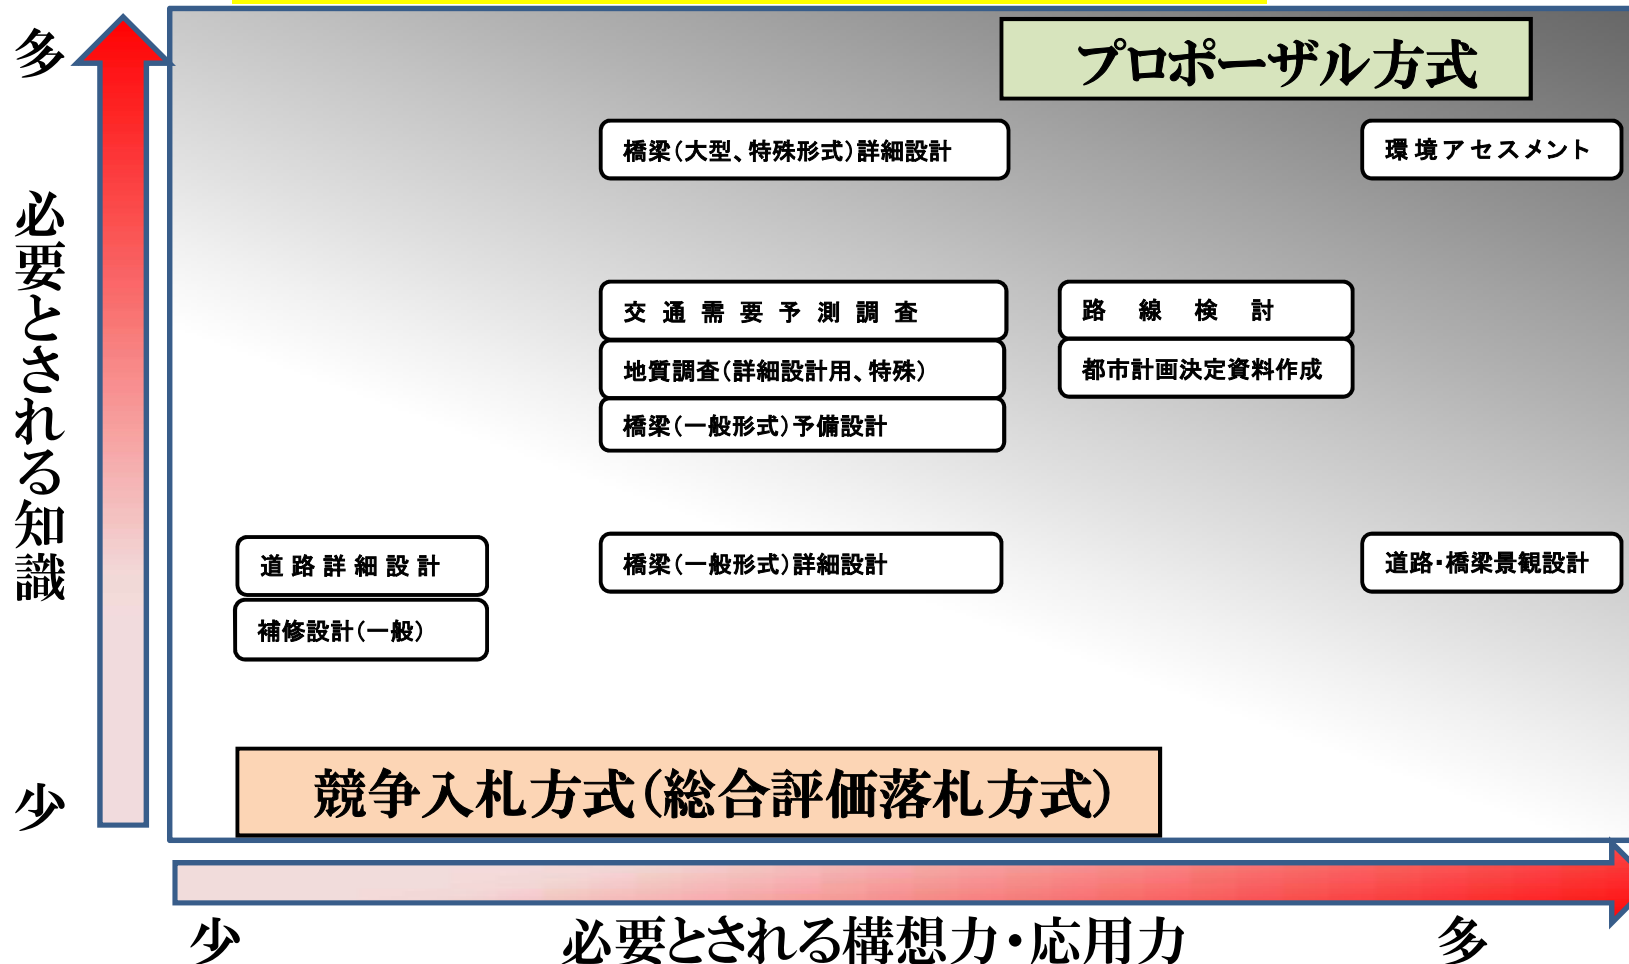 多
プロポーザル方式
橋梁(大型、特殊形式)詳細設計
環境アセスメント
必要とされる知識
交通需要予測調査
路線検討
地質調査(詳細設計用、特殊)
都市計画決定資料作成
橋梁(一般形式)予備設計
道路詳細設計
橋梁(一般形式)詳細設計
道路・橋梁景観設計
補修設計(一般)
少
競争入札方式(総合評価落札方式)
少
必要とされる構想力・応用力
多